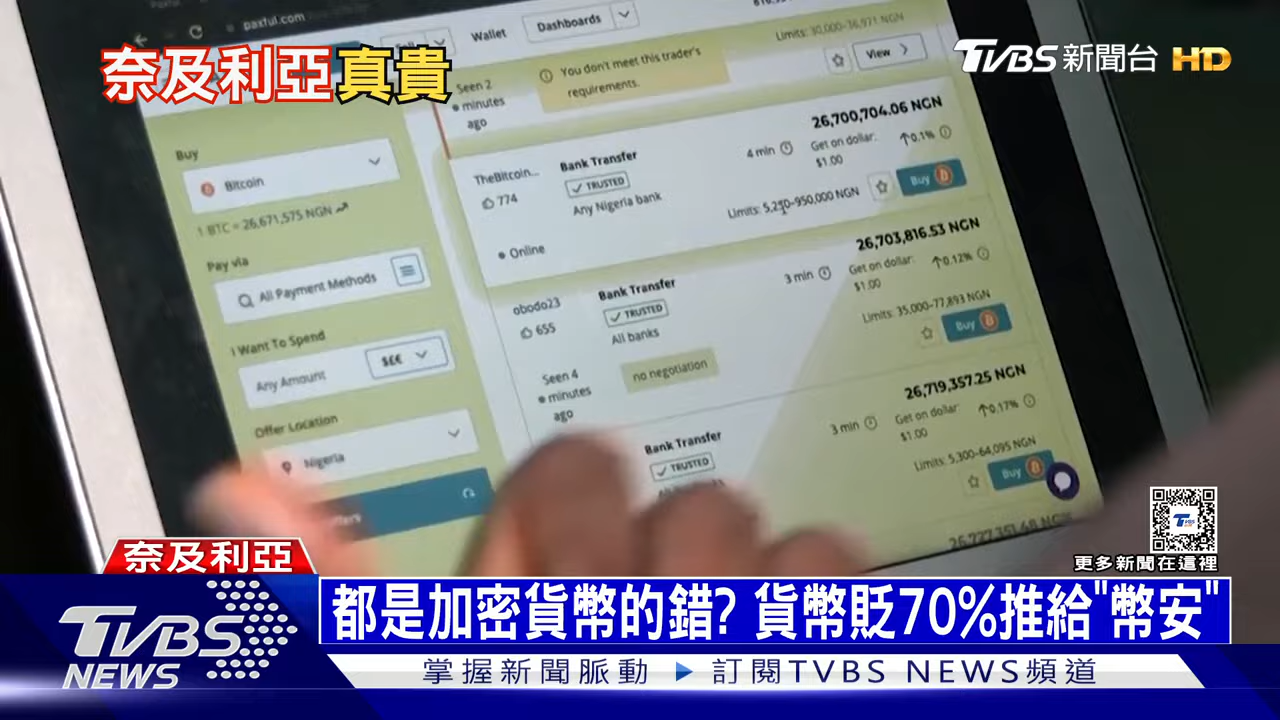 paxful.com
奈及利亞真貴
TVBS新聞台 HD
Wallet
Dashboards
Limits: 30,000–36,971 NGN
View
Seen 2
minutes
ago
You don't meet this trader's
requirements.
Buy
Bitcoin
1 BTC = 26,671,575 NGN
Pay via
All Payment Methods
I Want To Spend
Any Amount
$€£
Offer Location
Nigeria
TheBitcoin...
774
Online
Bank Transfer
TRUSTED
Any Nigeria bank
4 min
26,700,704.06 NGN
Get on dollar:
$1.00
0.1%
Limits: 5,250–950,000 NGN
Buy
obodo23
655
Seen 4
minutes
ago
Bank Transfer
TRUSTED
All banks
no negotiation
3 min
26,703,816.53 NGN
Get on dollar:
$1.00
0.12%
Limits: 35,000–77,893 NGN
Buy
Bank Transfer
TRUSTED
3 min
26,719,357.25 NGN
Get on dollar:
$1.00
0.17%
Limits: 5,300–64,095 NGN
Buy
更多新聞在這裡
奈及利亞
都是加密貨幣的錯? 貨幣貶70%推給"幣安"
TVBS
NEWS
掌握新聞脈動 ▶ 訂閱TVBS NEWS頻道